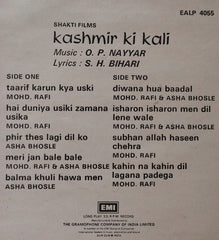 EALP 4055
SHAKTI FILMS
kashmir ki kali
Music : O. P. NAYYAR
Lyrics : S. H. BIHARI
SIDE ONE
taarif karun kya uski
MOHD. RAFI
hai duniya usiki zamana
usika
MOHD. RAFI
phir thes lagi dil ko
ASHA BHOSLE
meri jan bale bale
MOHD. RAFI & ASHA BHOSLE
balma khuli hawa men
ASHA BHOSLE
SIDE TWO
diwana hua baadal
MOHD. RAFI & ASHA BHOSLE
isharon isharon men dil
lene wale
MOHD. RAFI & ASHA BHOSLE
subhan allah haseen
chehra
MOHD. RAFI
kahin na kahin dil
lagana padega
MOHD. RAFI
EMI
LONG PLAY 33⅓ R.P.M. RECORD
THE GRAMOPHONE COMPANY OF INDIA LIMITED